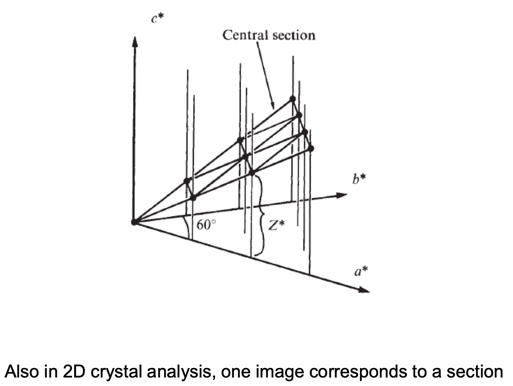 c*
Central section
b*
60°
Z*
a*
Also in 2D crystal analysis, one image corresponds to a section